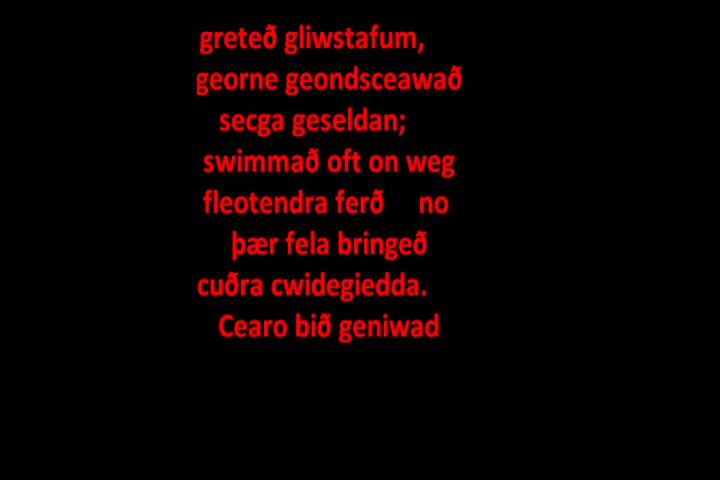 greteð gliwstafum,
georne geondsceawað
secga geseldan;
swimmað oft on weg
fleotendra ferð no
þær fela bringeð
cuðra cwidegiedda.
Cearo bið geniwad